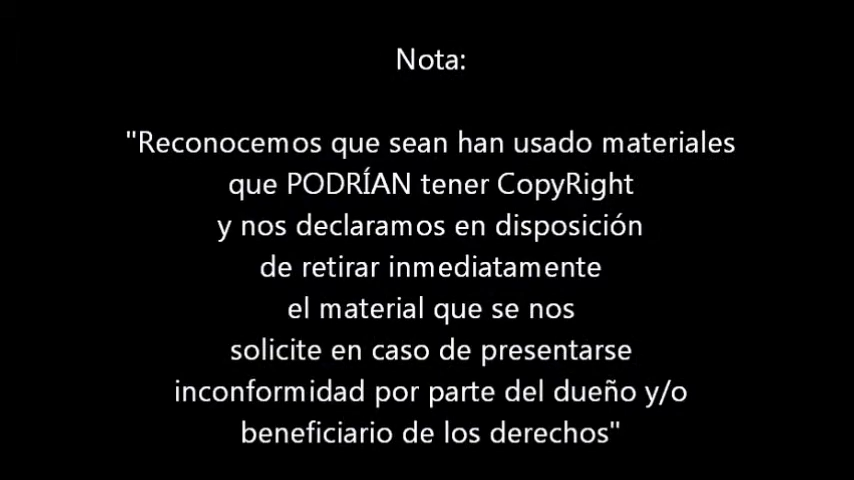 Nota:
"Reconocemos que sean han usado materiales
que PODRÍAN tener CopyRight
y nos declaramos en disposición
de retirar inmediatamente
el material que se nos
solicite en caso de presentarse
inconformidad por parte del dueño y/o
beneficiario de los derechos"